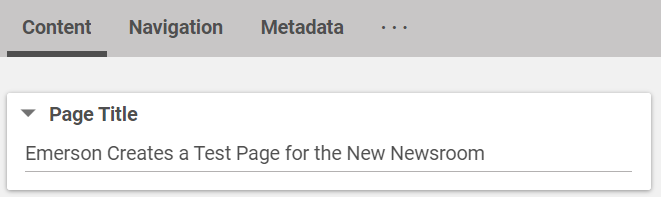 Content Navigation Metadata ...
Page Title
Emerson Creates a Test Page for the New Newsroom